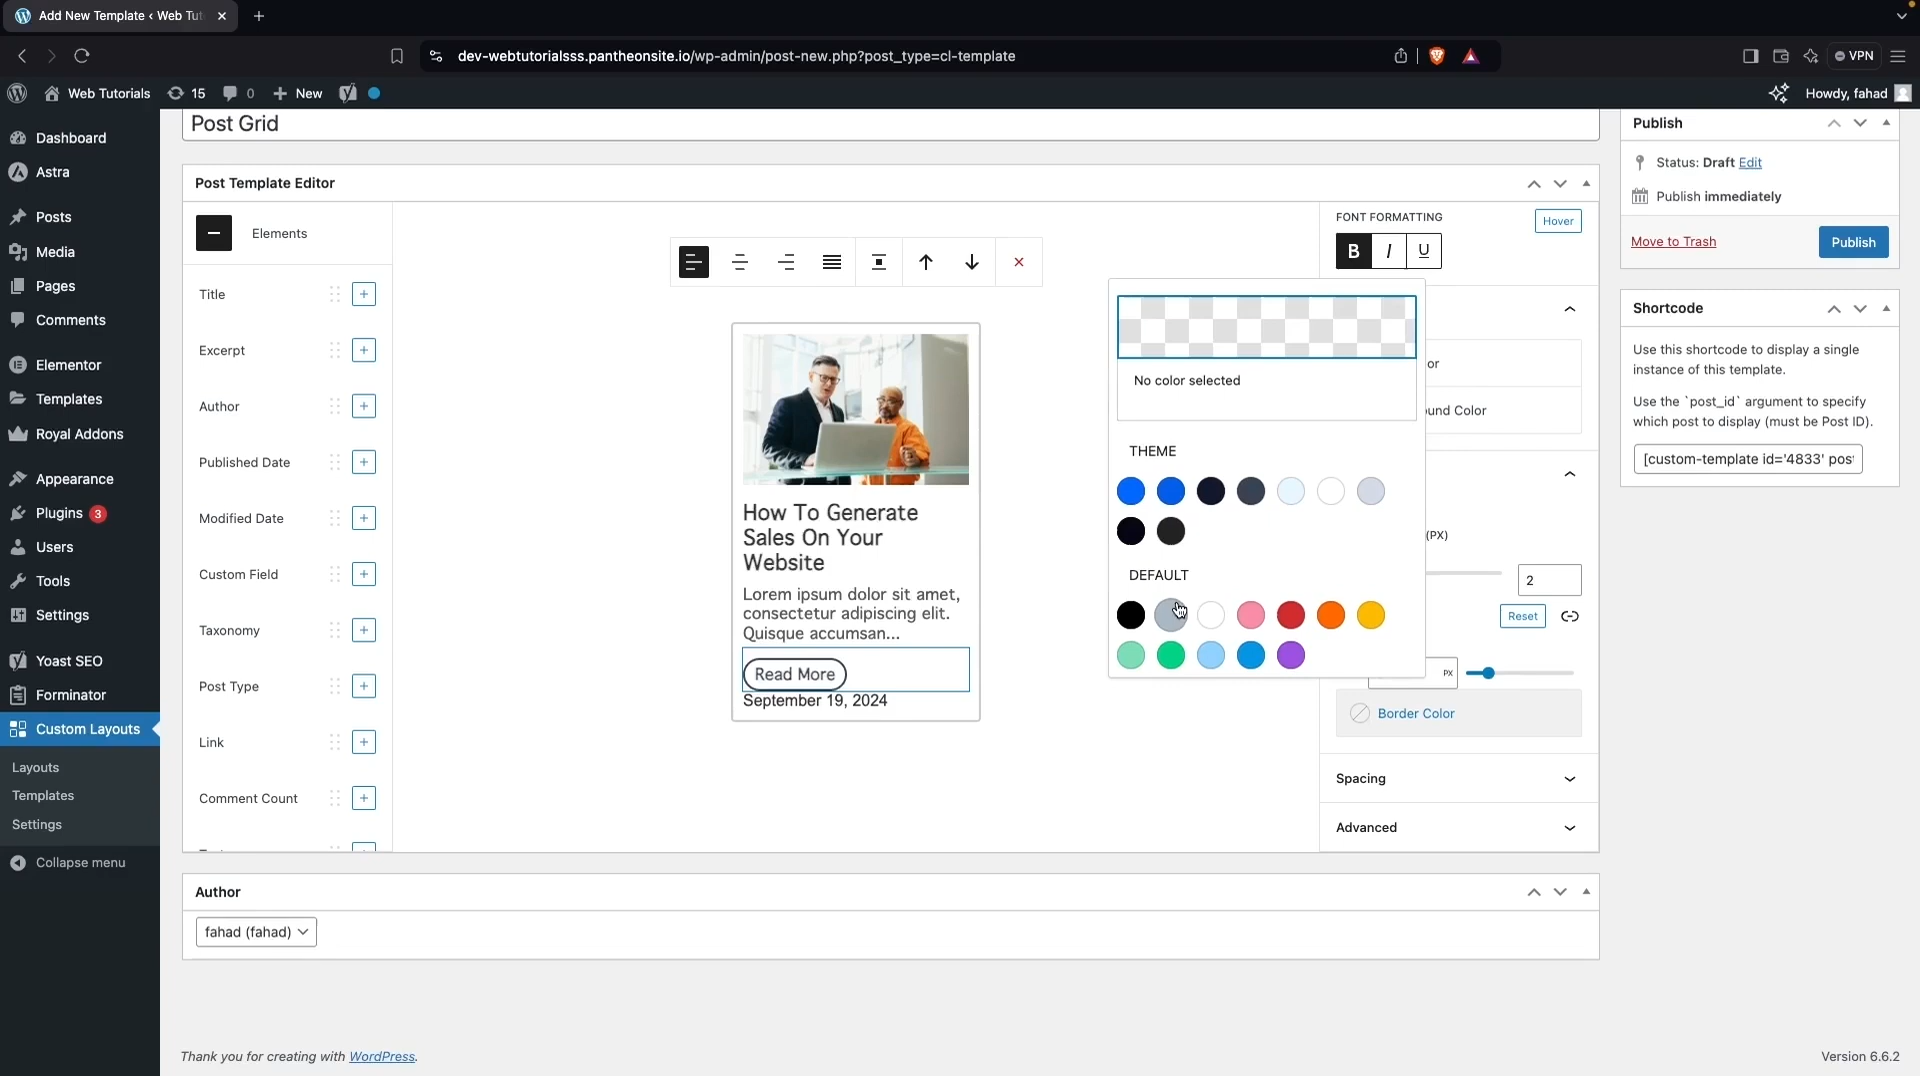 Add New Template < Web Tut
dev-webtutorialsss.pantheonsite.io/wp-admin/post-new.php?post_type=cl-template
VPN
Web Tutorials
15
0
New
Howdy, fahad
Dashboard
Astra
Posts
Media
Pages
Comments
Elementor
Templates
Royal Addons
Appearance
Plugins 3
Users
Tools
Settings
Yoast SEO
Forminator
Custom Layouts
Layouts
Templates
Settings
Collapse menu
Post Grid
Post Template Editor
Elements
Title
Excerpt
Author
Published Date
Modified Date
Custom Field
Taxonomy
Post Type
Link
Comment Count
How To Generate
Sales On Your
Website
Lorem ipsum dolor sit amet,
consectetur adipiscing elit.
Quisque accumsan...
Read More
September 19, 2024
No color selected
THEME
DEFAULT
FONT FORMATTING
Hover
B I U
or
und Color
(PX)
2
Reset
PX
Border Color
Spacing
Advanced
Publish
Status: Draft Edit
Publish immediately
Move to Trash
Publish
Shortcode
Use this shortcode to display a single
instance of this template.
Use the `post_id` argument to specify
which post to display (must be Post ID).
[custom-template id='4833' pos
Author
fahad (fahad)
Thank you for creating with WordPress.
Version 6.6.2